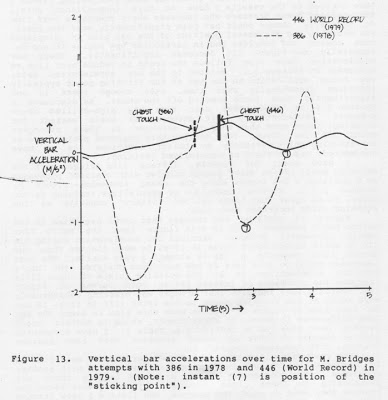 2
446 WORLD RECORD
(1979)
386 (1978)
1
CHEST (386)
TOUCH
CHEST (446)
TOUCH
VERTICAL
BAR
ACCELERATION
(M/S²)
0
7
-1
7
-2
0
1
2
3
4
5
TIME(S) →
Figure 13. Vertical bar accelerations over time for M. Bridges
attempts with 386 in 1978 and 446 (World Record) in
1979. (Note: instant (7) is position of the
"sticking point").